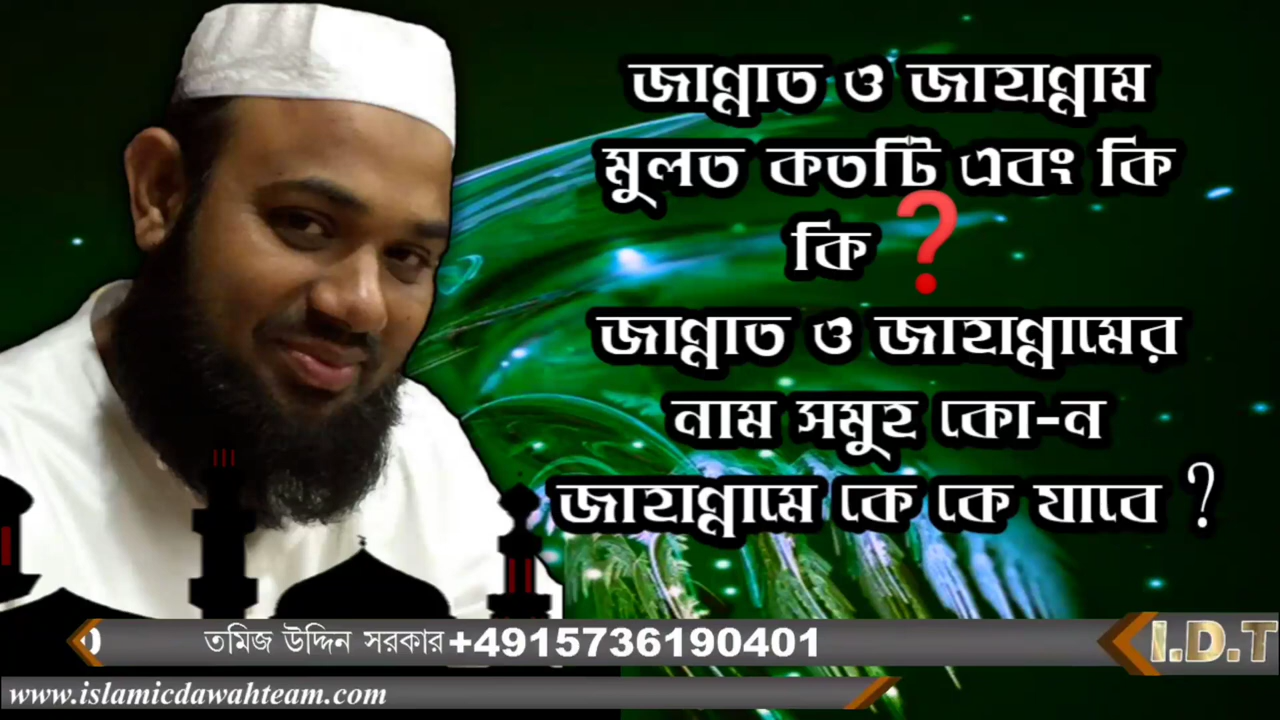 জান্নাত ও জাহান্নাম
মুলত কতটি এবং কি
কি ❓
জান্নাত ও জাহান্নামের
নাম সমুহ কো-ন
জাহান্নামে কে কে যাবে ?
তমিজ উদ্দিন সরকার +4915736190401
I.D.T
www.islamicdawahteam.com